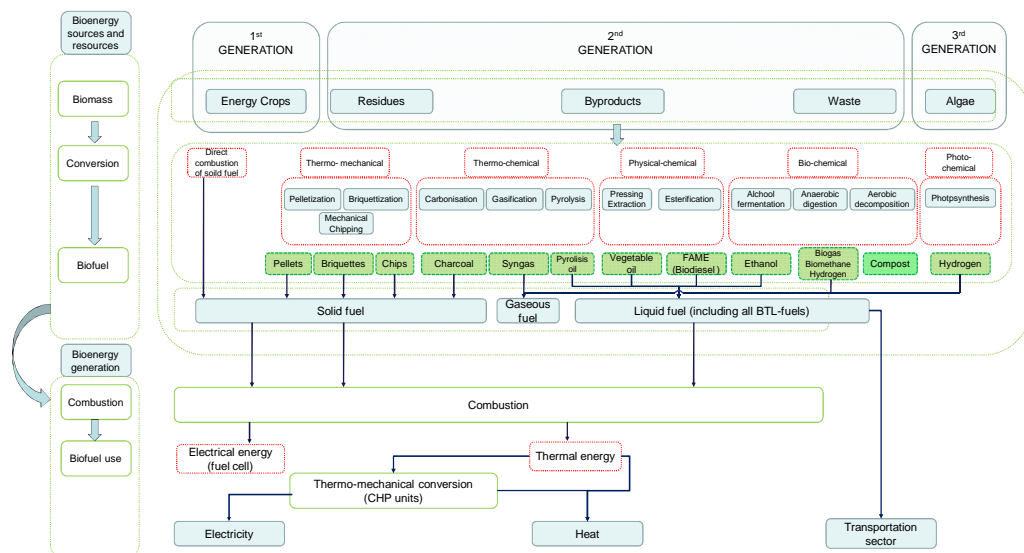 Bioenergy
sources and
resources
Biomass
Conversion
Biofuel
Bioenergy
generation
Combustion
Biofuel use
1st
GENERATION
2nd
GENERATION
3rd
GENERATION
Energy Crops
Residues
Byproducts
Waste
Algae
Direct
combustion
of soild fuel
Thermo- mechanical
Thermo-chemical
Physical-chemical
Bio-chemical
Photo-
chemical
Pelletization
Briquettization
Mechanical
Chipping
Carbonisation
Gasification
Pyrolysis
Pressing
Extraction
Esterification
Alchool
fermentation
Anaerobic
digestion
Aerobic
decomposition
Photpsynthesis
Pellets
Briquettes
Chips
Charcoal
Syngas
Pyrolisis
oil
Vegetable
oil
FAME
(Biodiesel)
Ethanol
Biogas
Biomethane
Hydrogen
Compost
Hydrogen
Solid fuel
Gaseous
fuel
Liquid fuel (including all BTL-fuels)
Combustion
Electrical energy
(fuel cell)
Thermal energy
Thermo-mechanical conversion
(CHP units)
Electricity
Heat
Transportation
sector